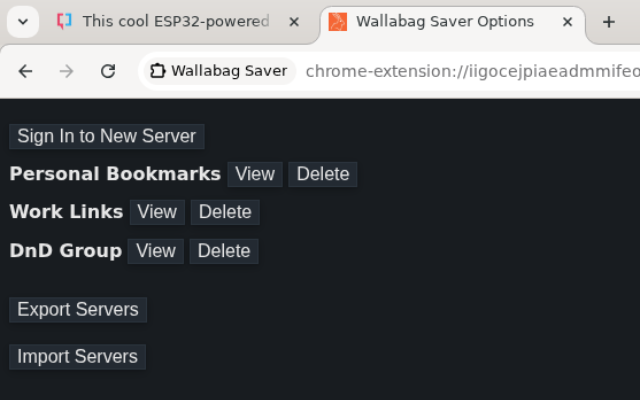 This cool ESP32-powered
Wallabag Saver Options
Wallabag Saver chrome-extension://iigocejpiaeadmmifeo
Sign In to New Server
Personal Bookmarks View Delete
Work Links View Delete
DnD Group View Delete
Export Servers
Import Servers